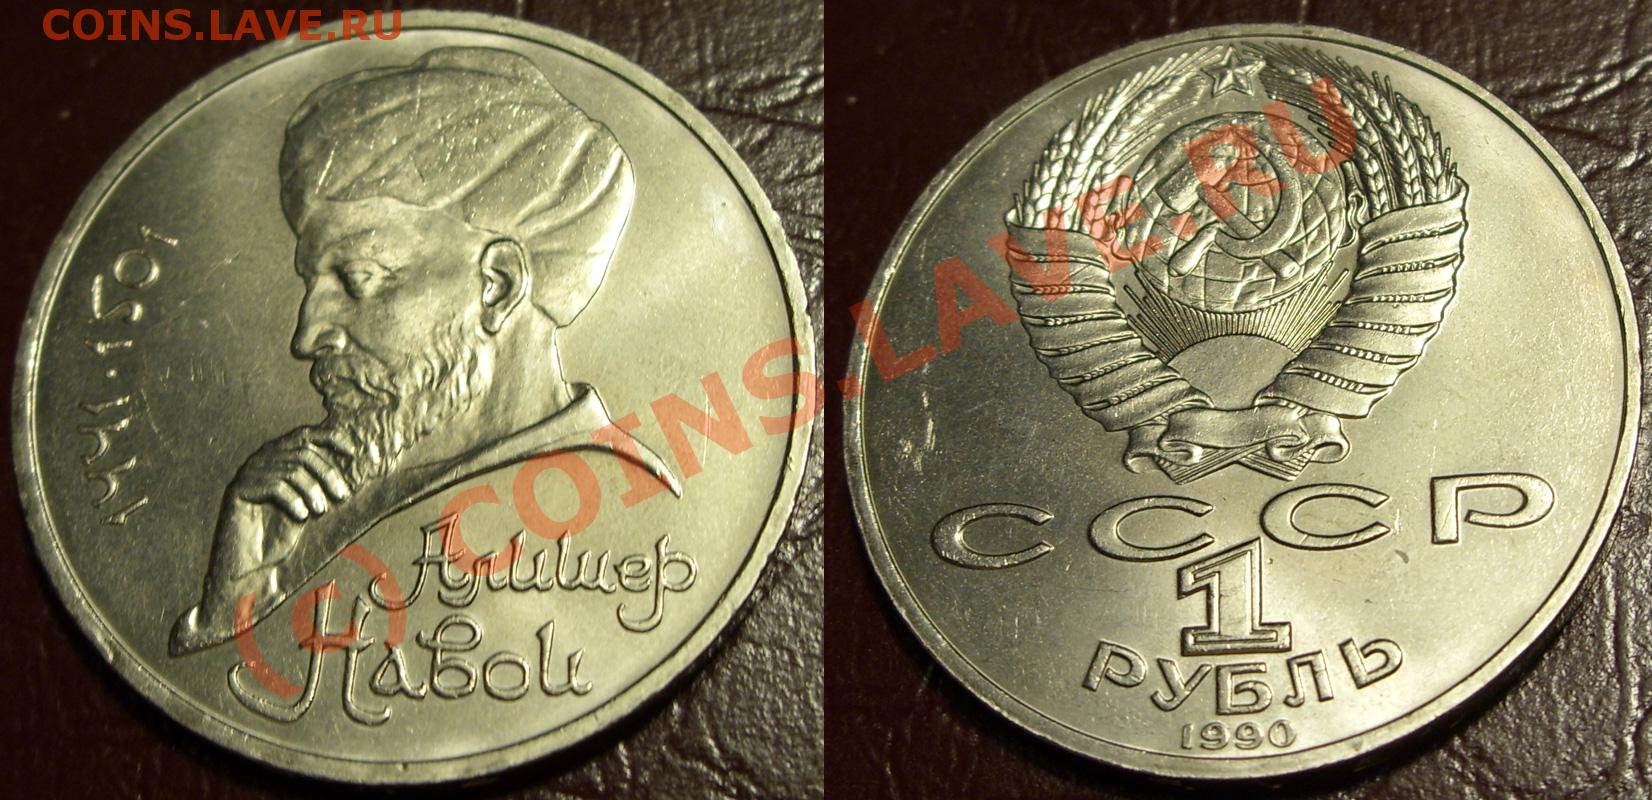 COINS.LAVE.RU
1441·1501
Алишер
Навои
СССР
1
РУБЛЬ
1990
(c) COINS.LAVE.RU